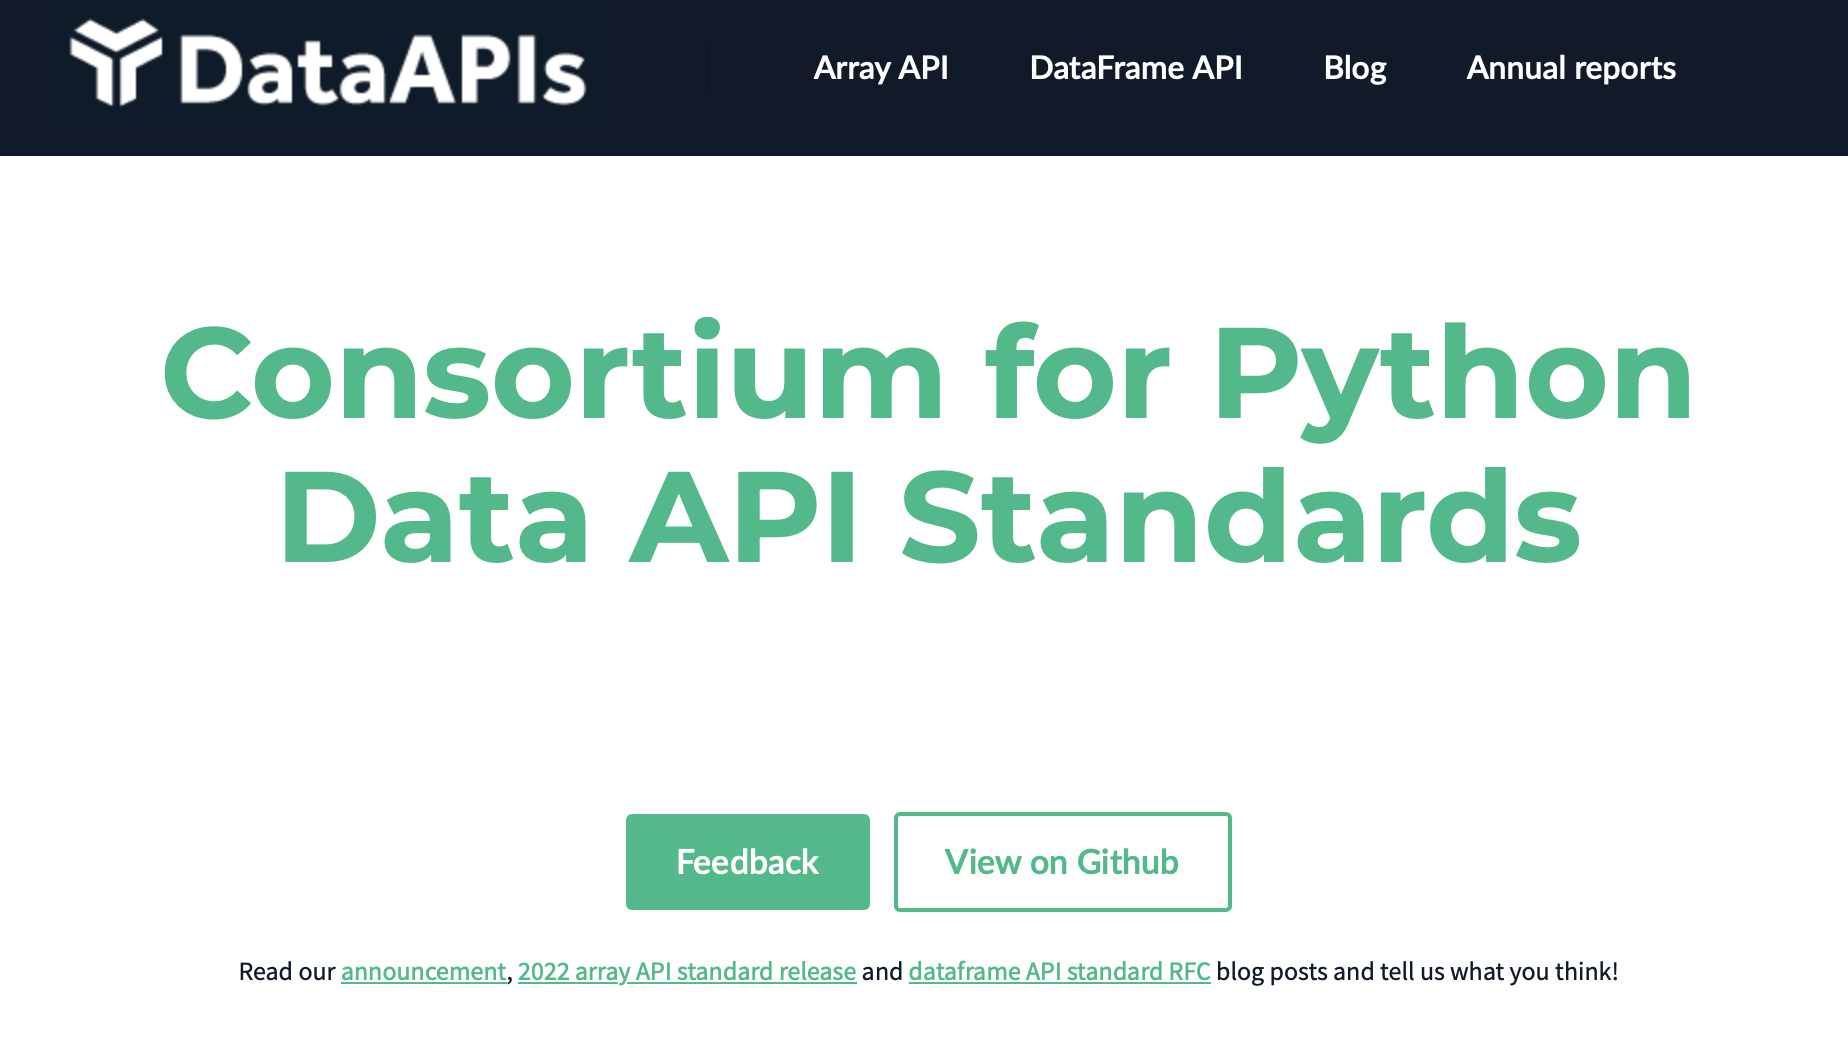 DataAPIs
Array API
DataFrame API
Blog
Annual reports
Consortium for Python
Data API Standards
Feedback
View on Github
Read our announcement, 2022 array API standard release and dataframe API standard RFC blog posts and tell us what you think!